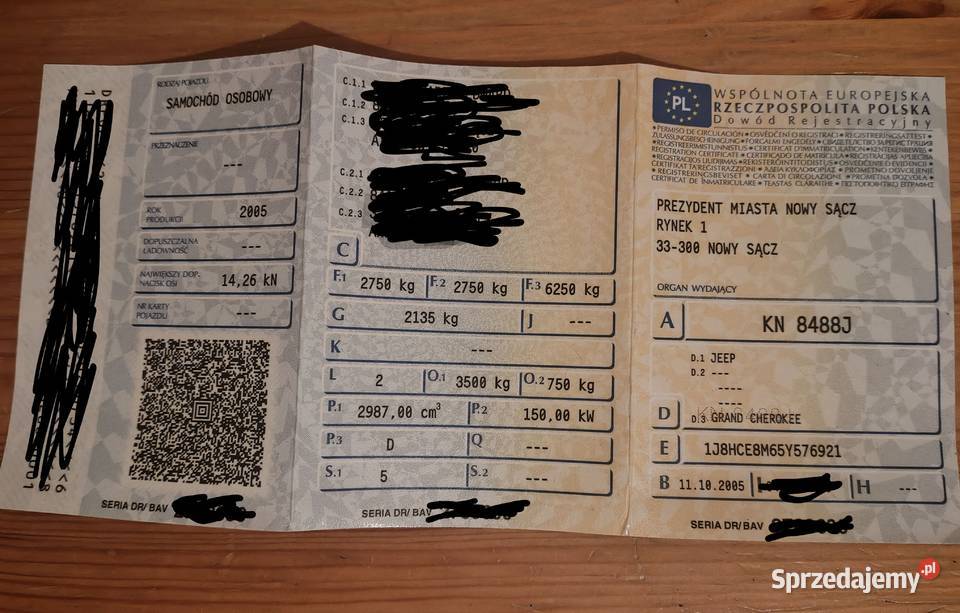 RODZAJ POJAZDU
SAMOCHÓD OSOBOWY
PRZEZNACZENIE
---
ROK PRODUKCJI
2005
DOPUSZCZALNA ŁADOWNOŚĆ
---
NAJWIĘKSZY DOP. NACISK OSI
14,26 kN
NR KARTY POJAZDU
---
SERIA DR/ BAV
C.1.1
C.1.2
C.1.3
C.2.1
C.2.2
C.2.3
C
F.1 2750 kg F.2 2750 kg F.3 6250 kg
G 2135 kg J ---
K ---
L 2 O.1 3500 kg O.2 750 kg
P.1 2987,00 cm³ P.2 150,00 kW
P.3 D Q ---
S.1 5 S.2 ---
SERIA DR/ BAV
PL
WSPÓLNOTA EUROPEJSKA
RZECZPOSPOLITA POLSKA
Dowód Rejestracyjny
PREZYDENT MIASTA NOWY SĄCZ
RYNEK 1
33-300 NOWY SĄCZ
ORGAN WYDAJĄCY
A KN 8488J
D.1 JEEP
D.2 ---
----
----
D D.3 GRAND CHEROKEE
E 1J8HCE8M65Y576921
B 11.10.2005 H ---
SERIA DR/ BAV
Sprzedajemy.pl